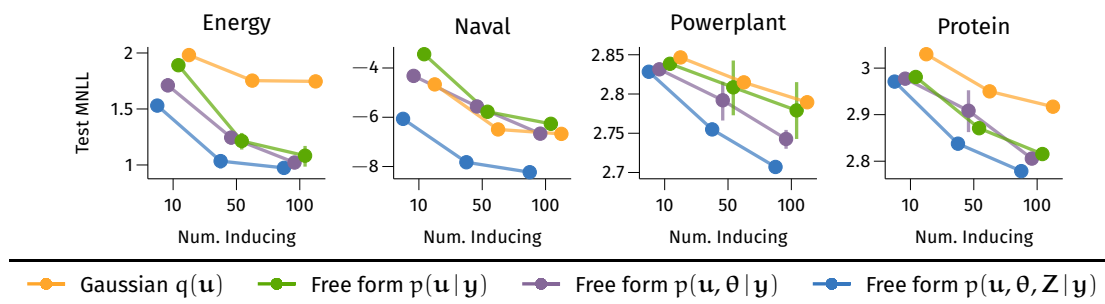 Energy
Naval
Powerplant
Protein
Test MNLL
2
1.5
1
−4
−6
−8
2.85
2.8
2.75
2.7
3
2.9
2.8
10 50 100
10 50 100
10 50 100
10 50 100
Num. Inducing
Num. Inducing
Num. Inducing
Num. Inducing
Gaussian q(u)
Free form p(u | y)
Free form p(u, θ | y)
Free form p(u, θ, Z | y)